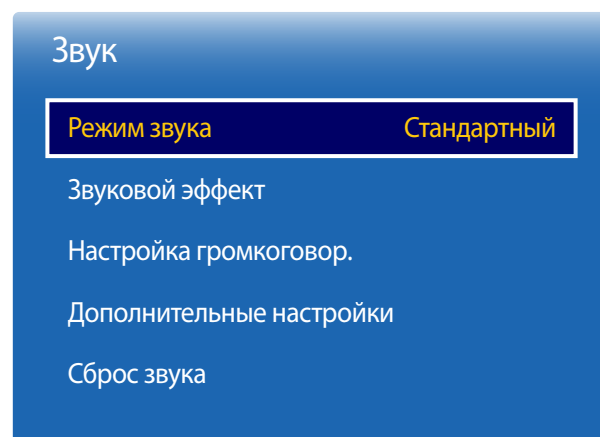 Звук
Режим звука Стандартный
Звуковой эффект
Настройка громкоговор.
Дополнительные настройки
Сброс звука